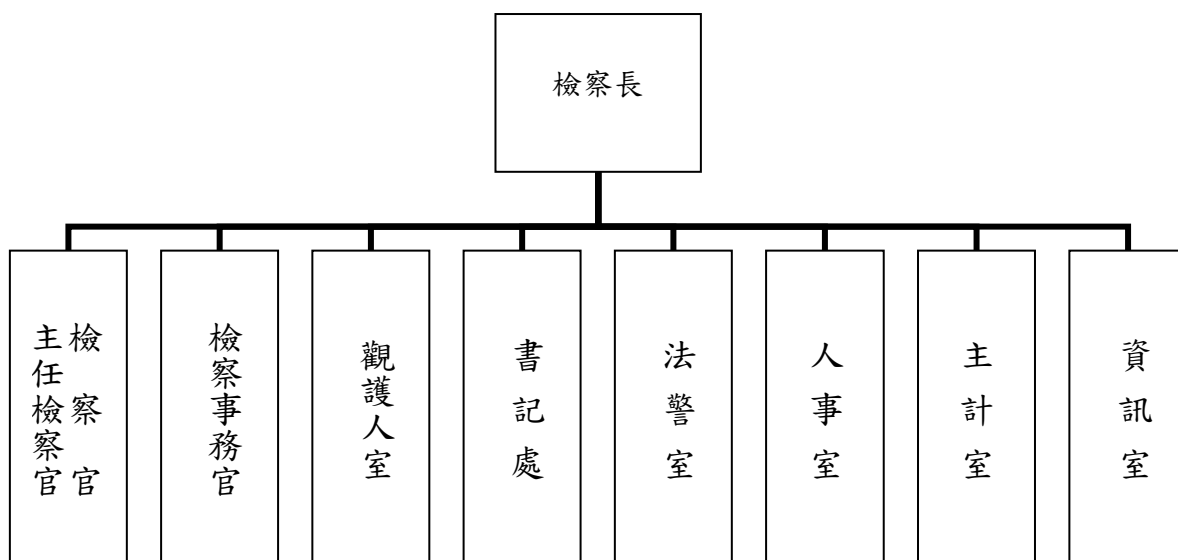 檢察長
檢察官
主任檢察官
檢察事務官
觀護人室
書記處
法警室
人事室
主計室
資訊室